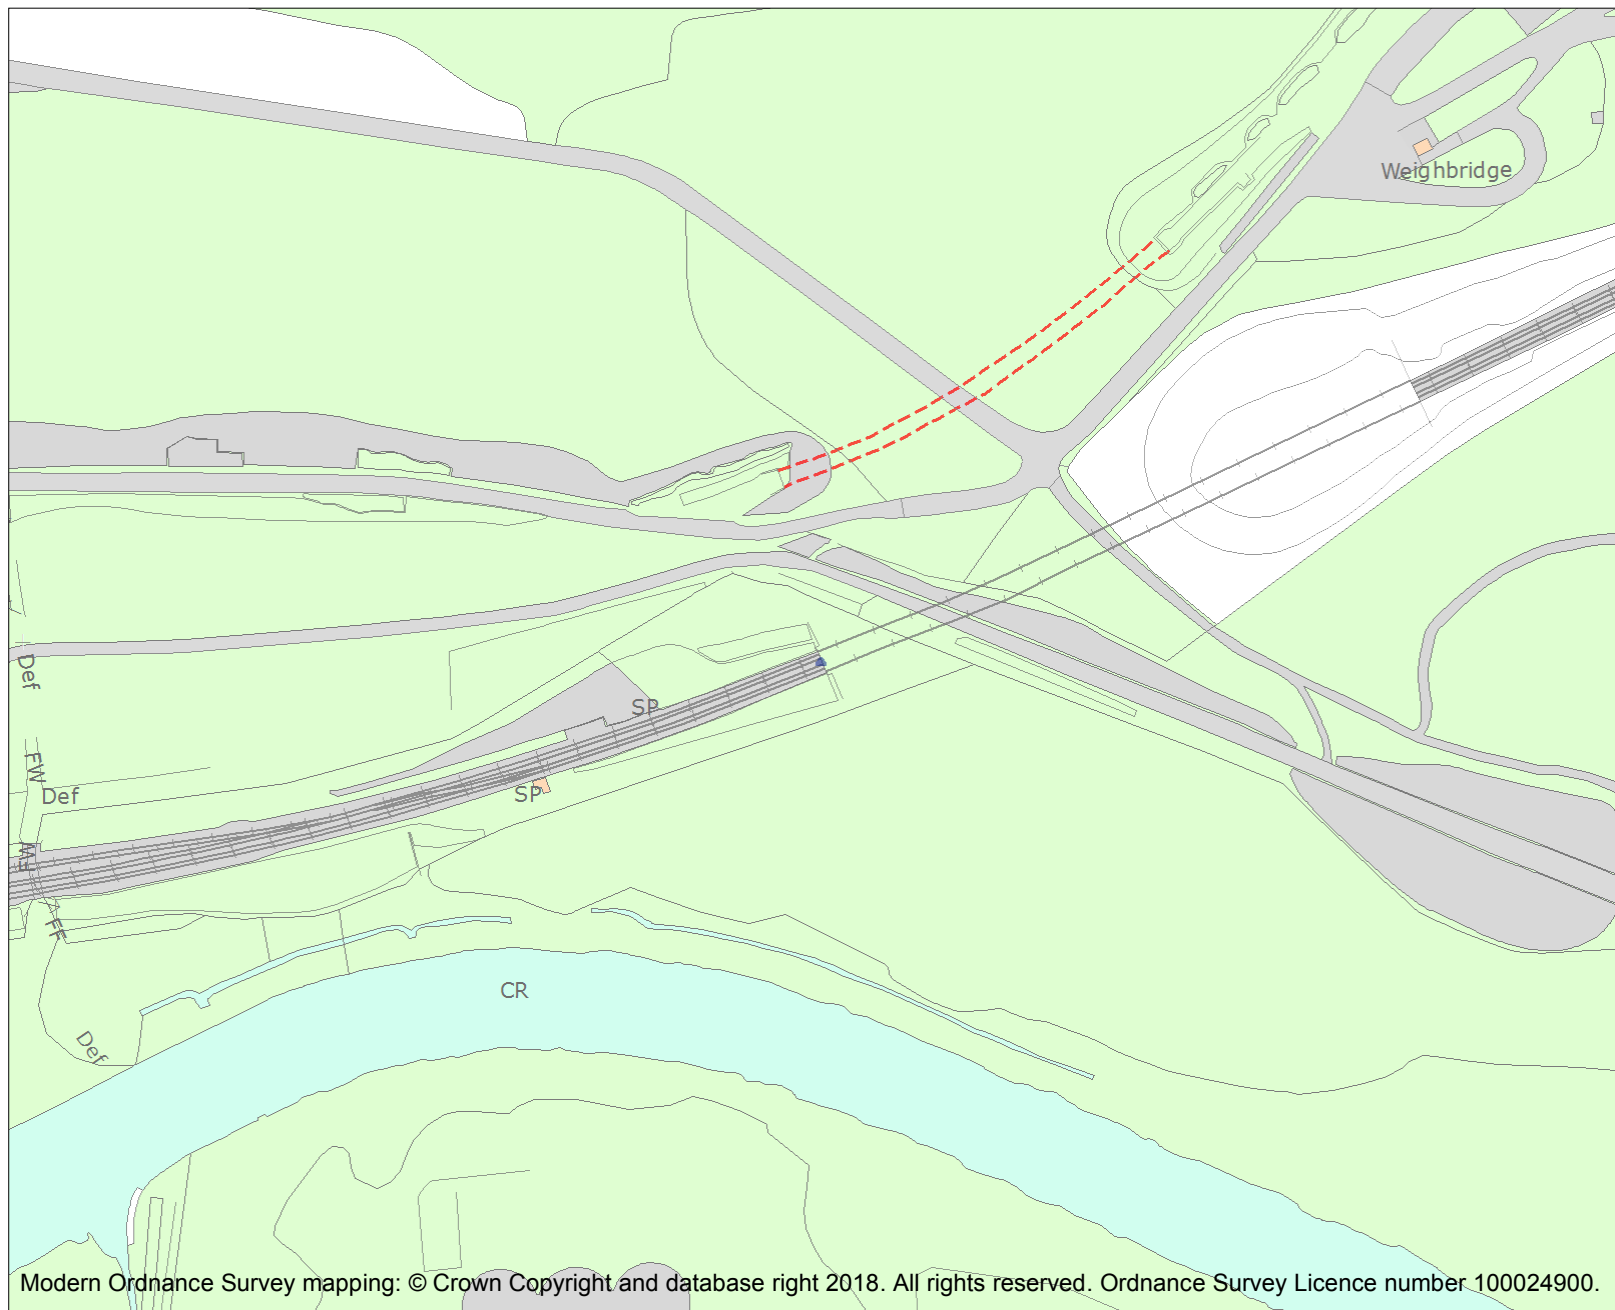 Weighbridge
Def
SP
FW
Def
SP
FW
FF
CR
Def
Modern Ordnance Survey mapping: © Crown Copyright and database right 2018. All rights reserved. Ordnance Survey Licence number 100024900.